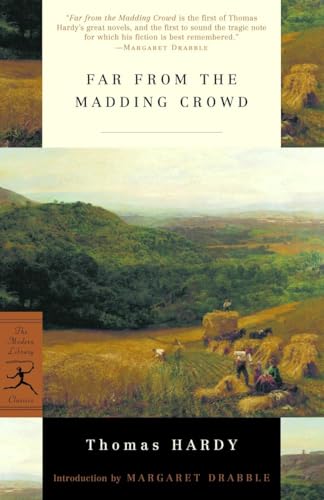 "Far from the Madding Crowd is the first of Thomas
Hardy's great novels, and the first to sound the tragic note
for which his fiction is best remembered."
—MARGARET DRABBLE
FAR FROM THE
MADDING CROWD
The
Modern Library
Classics
Thomas HARDY
Introduction by MARGARET DRABBLE